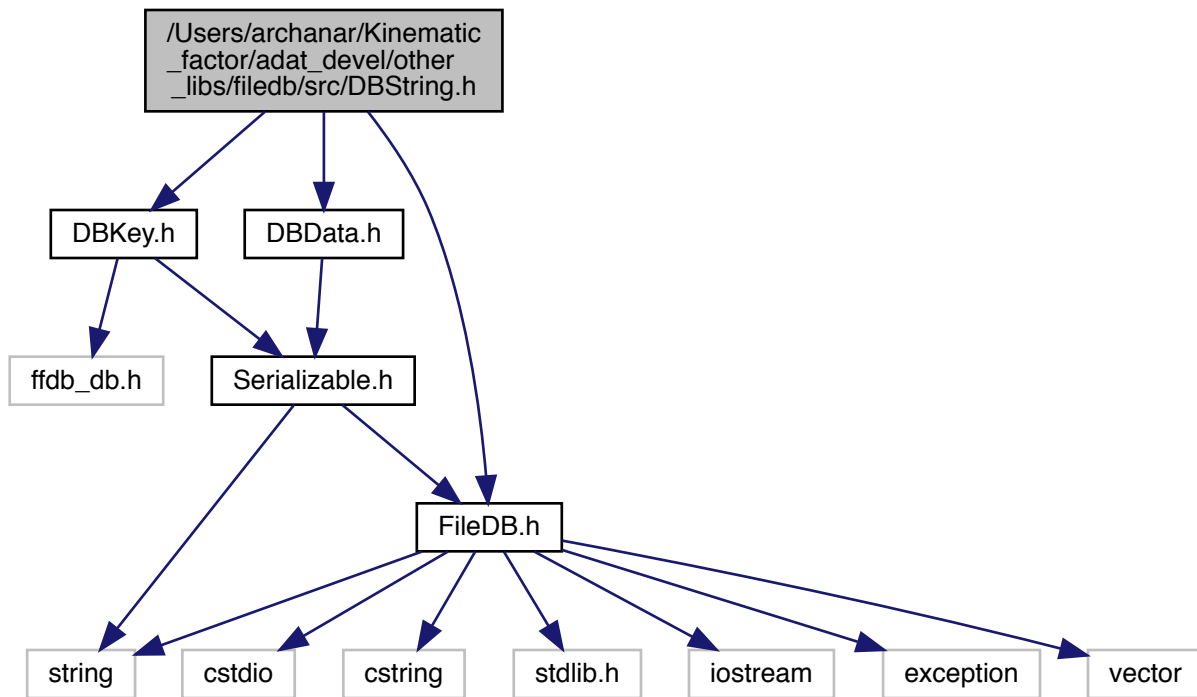 /Users/archanar/Kinematic
_factor/adat_devel/other
_libs/filedb/src/DBString.h
DBKey.h
DBData.h
ffdb_db.h
Serializable.h
FileDB.h
string
cstdio
cstring
stdlib.h
iostream
exception
vector